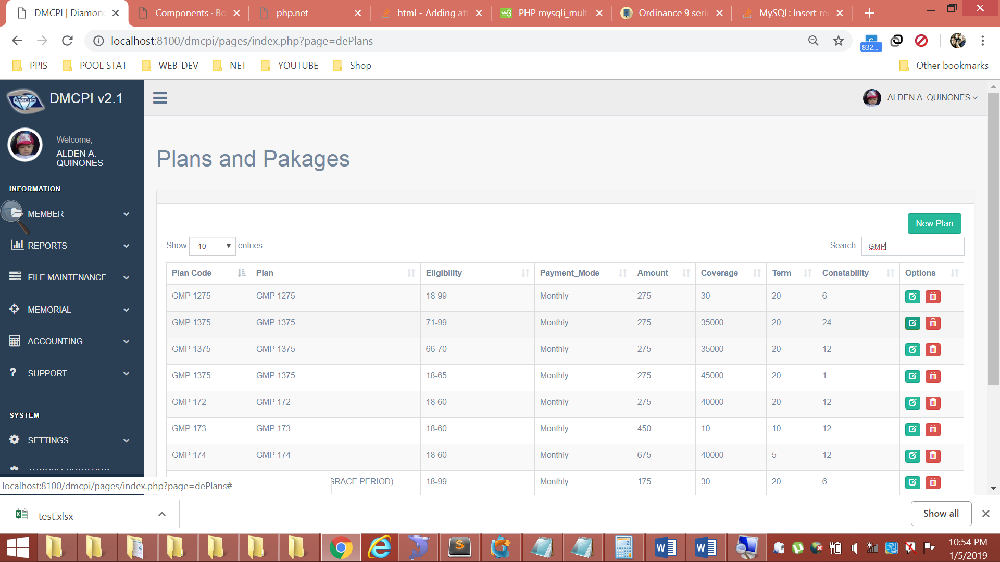 DMCPI | Diamon
Components · Bo
php.net
html - Adding att
PHP mysqli_mult
Ordinance 9 serie
MySQL: Insert rec
localhost:8100/dmcpi/pages/index.php?page=dePlans
832...
PPIS
POOL STAT
WEB-DEV
NET
YOUTUBE
Shop
Other bookmarks
DMCPI
DMCPI v2.1
ALDEN A. QUINONES
Welcome,
ALDEN A.
QUINONES
INFORMATION
MEMBER
REPORTS
FILE MAINTENANCE
MEMORIAL
ACCOUNTING
SUPPORT
SYSTEM
SETTINGS
TROUBLESHOOTING
Plans and Pakages
New Plan
Show 10 entries
Search: GMP
Plan Code Plan Eligibility Payment_Mode Amount Coverage Term Constability Options
GMP 1275 GMP 1275 18-99 Monthly 275 30 20 6
GMP 1375 GMP 1375 71-99 Monthly 275 35000 20 24
GMP 1375 GMP 1375 66-70 Monthly 275 35000 20 12
GMP 1375 GMP 1375 18-65 Monthly 275 45000 20 1
GMP 172 GMP 172 18-60 Monthly 275 40000 20 12
GMP 173 GMP 173 18-60 Monthly 450 10 10 12
GMP 174 GMP 174 18-60 Monthly 675 40000 5 12
GRACE PERIOD) 18-99 Monthly 175 30 20 6
localhost:8100/dmcpi/pages/index.php?page=dePlans#
test.xlsx
Show all
10:54 PM
1/5/2019